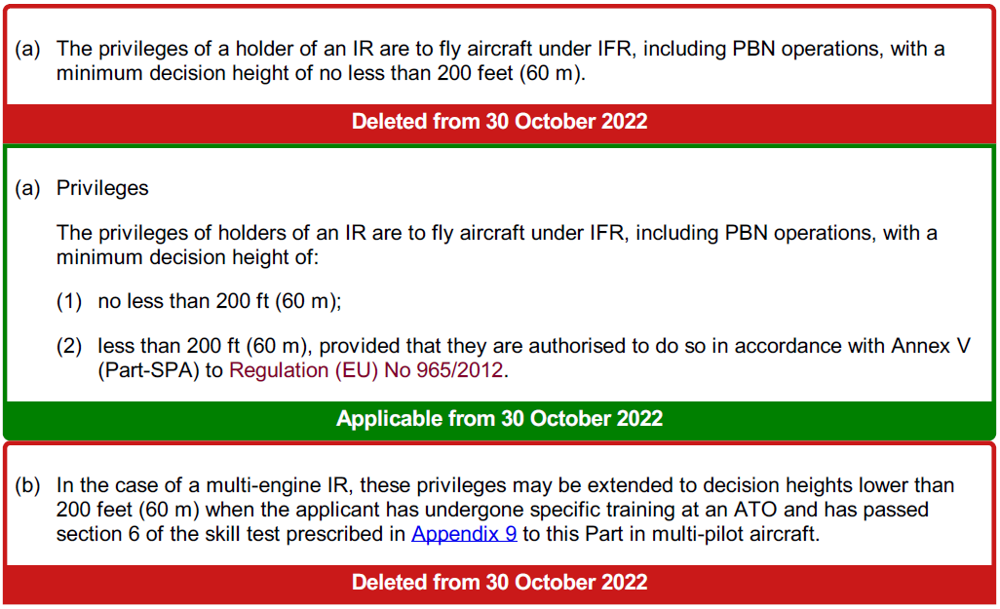 (a) The privileges of a holder of an IR are to fly aircraft under IFR, including PBN operations, with a
minimum decision height of no less than 200 feet (60 m).
Deleted from 30 October 2022
(a) Privileges
The privileges of holders of an IR are to fly aircraft under IFR, including PBN operations, with a
minimum decision height of:
(1) no less than 200 ft (60 m);
(2) less than 200 ft (60 m), provided that they are authorised to do so in accordance with Annex V
(Part-SPA) to Regulation (EU) No 965/2012.
Applicable from 30 October 2022
(b) In the case of a multi-engine IR, these privileges may be extended to decision heights lower than
200 feet (60 m) when the applicant has undergone specific training at an ATO and has passed
section 6 of the skill test prescribed in Appendix 9 to this Part in multi-pilot aircraft.
Deleted from 30 October 2022